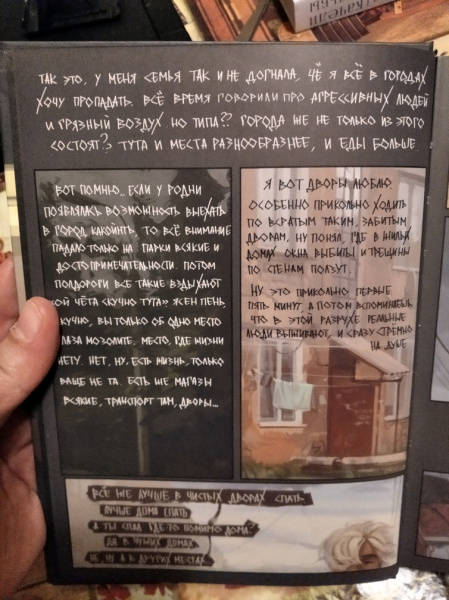 КАЧЕЛИ
ТАК ЭТО, У МЕНЯ СЕМЬЯ ТАК И НЕ ДОГНАЛА, ЧЁ Я ВСЁ В ГОРОДАХ
ХОЧУ ПРОПАДАТЬ. ВСЁ ВРЕМЯ ГОВОРИЛИ ПРО АГРЕССИВНЫХ ЛЮДЕЙ
И ГРЯЗНЫЙ ВОЗДУХ. НО ТИПА?? ГОРОДА ЖЕ НЕ ТОЛЬКО ИЗ ЭТОГО
СОСТОЯТ? ТУТА И МЕСТА РАЗНООБРАЗНЕЕ, И ЕДЫ БОЛЬШЕ
ВОТ ПОМНЮ, ЕСЛИ У РОДНИ
ПОЯВЛЯЛАСЬ ВОЗМОЖНОСТЬ ВЫЕХАТЬ
В ГОРОД КАКОЙНТЬ, ТО ВСЁ ВНИМАНИЕ
ПАДАЛО ТОЛЬКО НА ПАРКИ ВСЯКИЕ И
ДОСТОПРИМЕЧАТЕЛЬНОСТИ. ПОТОМ
ПОЛДОРОГИ ВСЕ ТАКИЕ ВЗДЫХАЮТ
«ОЙ ЧЁТА СКУЧНО ТУТА» ЖЕН ПЕНЬ,
СКУЧНО, ВЫ ТОЛЬКО ОБ ОДНО МЕСТО
ГЛАЗА МОЗОЛИТЕ. МЕСТО, ГДЕ ЖИЗНИ
НЕТУ. НЕТ, НУ, ЕСТЬ ЖИЗНЬ, ТОЛЬКО
ВАЩЕ НЕ ТА. ЕСТЬ ЩЕ МАГАЗЫ
ВСЯКИЕ, ТРАНСПОРТ ТАМ, ДВОРЫ...
Я ВОТ ДВОРЫ ЛЮБЛЮ.
ОСОБЕННО ПРИКОЛЬНО ХОДИТЬ
ПО ВСРАТЫМ ТАКИМ, ЗАБИТЫМ
ДВОРАМ, НУ ПОНЯЛ, ГДЕ В ЖИЛЫХ
ДОМАХ ОКНА ВЫБИТЫ И ТРЕЩИНЫ
ПО СТЕНАМ ПОЛЗУТ.
НУ ЭТО ПРИКОЛЬНО ПЕРВЫЕ
ПЯТЬ МИНУТ, А ПОТОМ ВСПОМИНАЕШЬ,
ЧТО В ЭТОЙ РАЗРУХЕ РЕАЛЬНЫЕ
ЛЮДИ ВЫЖИВАЮТ, И СРАЗУ СТРЕМНО
НА ДУШЕ
ВСЁ ЖЕ ЛУЧШЕ В ЧИСТЫХ ДВОРАХ СПАТЬ.
ЛУЧШЕ ДОМА СПАТЬ
А ТЫ СПАЛ ГДЕ-ТО ПОМИМО ДОМА?
ДА В ЧУЖИХ ДОМАХ
НЕ, НУ А В ДРУГИХ МЕСТАХ